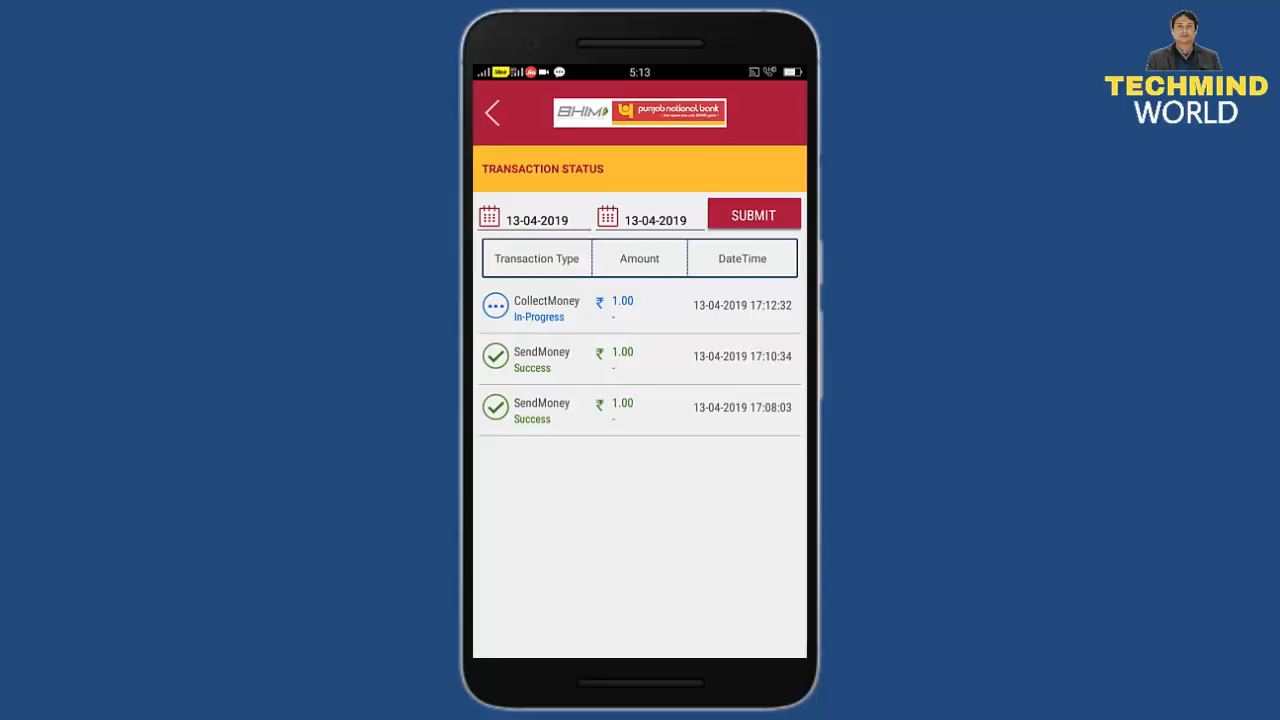 TECHMIND
WORLD
5:13
BHIM punjab national bank
TRANSACTION STATUS
13-04-2019 13-04-2019 SUBMIT
Transaction Type Amount DateTime
CollectMoney ₹ 1.00 13-04-2019 17:12:32
In-Progress -
SendMoney ₹ 1.00 13-04-2019 17:10:34
Success -
SendMoney ₹ 1.00 13-04-2019 17:08:03
Success -